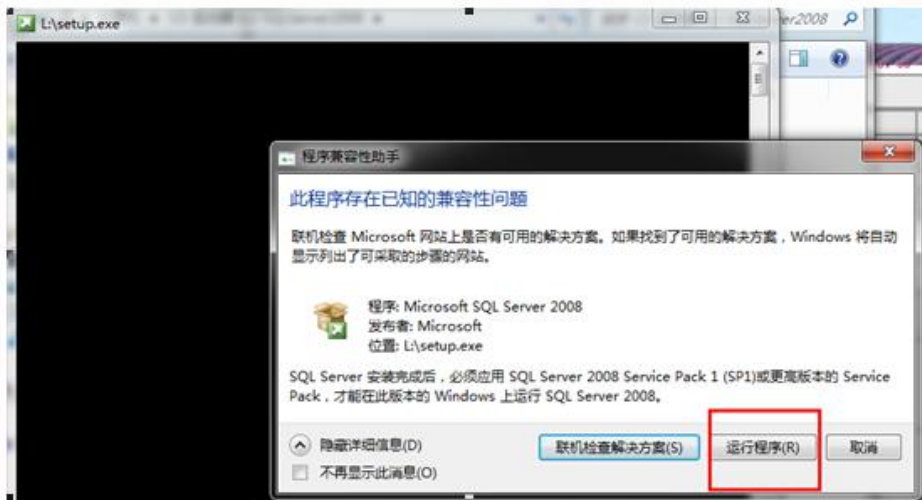 L:\setup.exe
er2008
程序兼容性助手
此程序存在已知的兼容性问题
联机检查 Microsoft 网站上是否有可用的解决方案。如果找到了可用的解决方案，Windows 将自动
显示列出了可采取的步骤的网站。
程序: Microsoft SQL Server 2008
发布者: Microsoft
位置: L:\setup.exe
SQL Server 安装完成后，必须应用 SQL Server 2008 Service Pack 1 (SP1)或更高版本的 Service
Pack，才能在此版本的 Windows 上运行 SQL Server 2008。
隐藏详细信息(D) 联机检查解决方案(S) 运行程序(R) 取消
不再显示此消息(O)